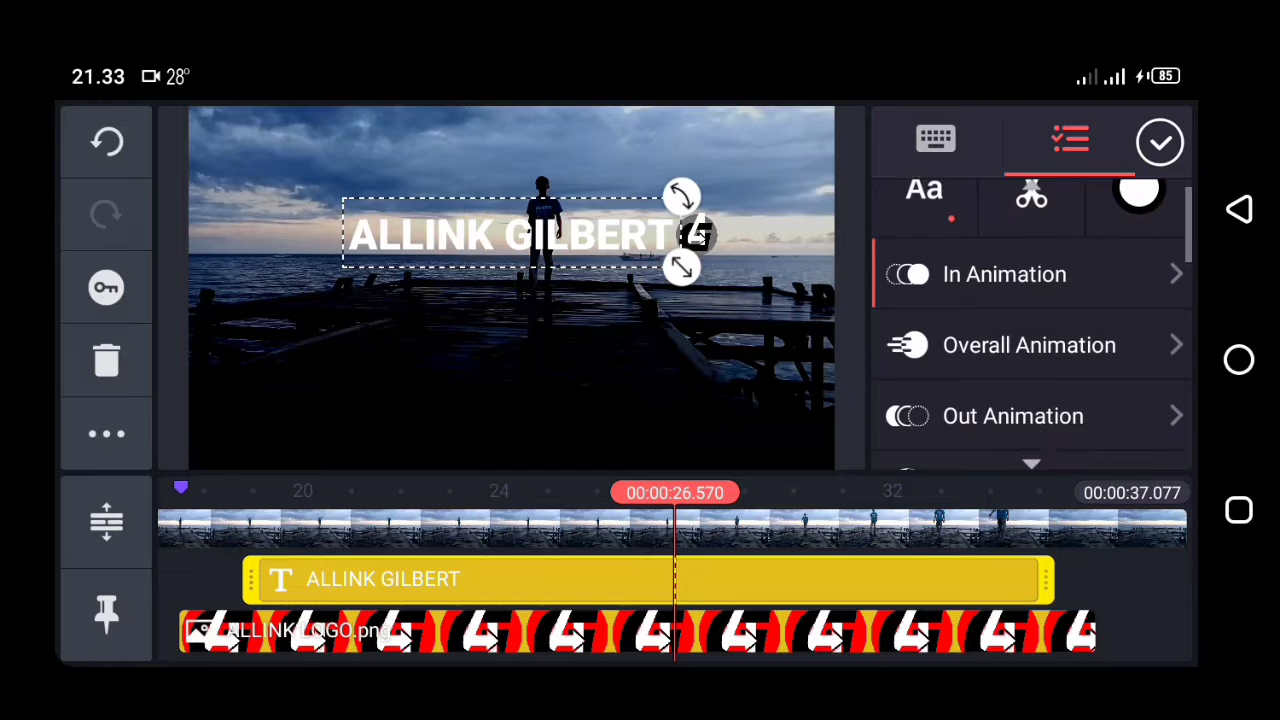 21.33 28°
85
ALLINK GILBERT
Aa
In Animation
Overall Animation
Out Animation
20 24 00:00:26.570 32 00:00:37.077
T ALLINK GILBERT
ALLINK LOGO.png